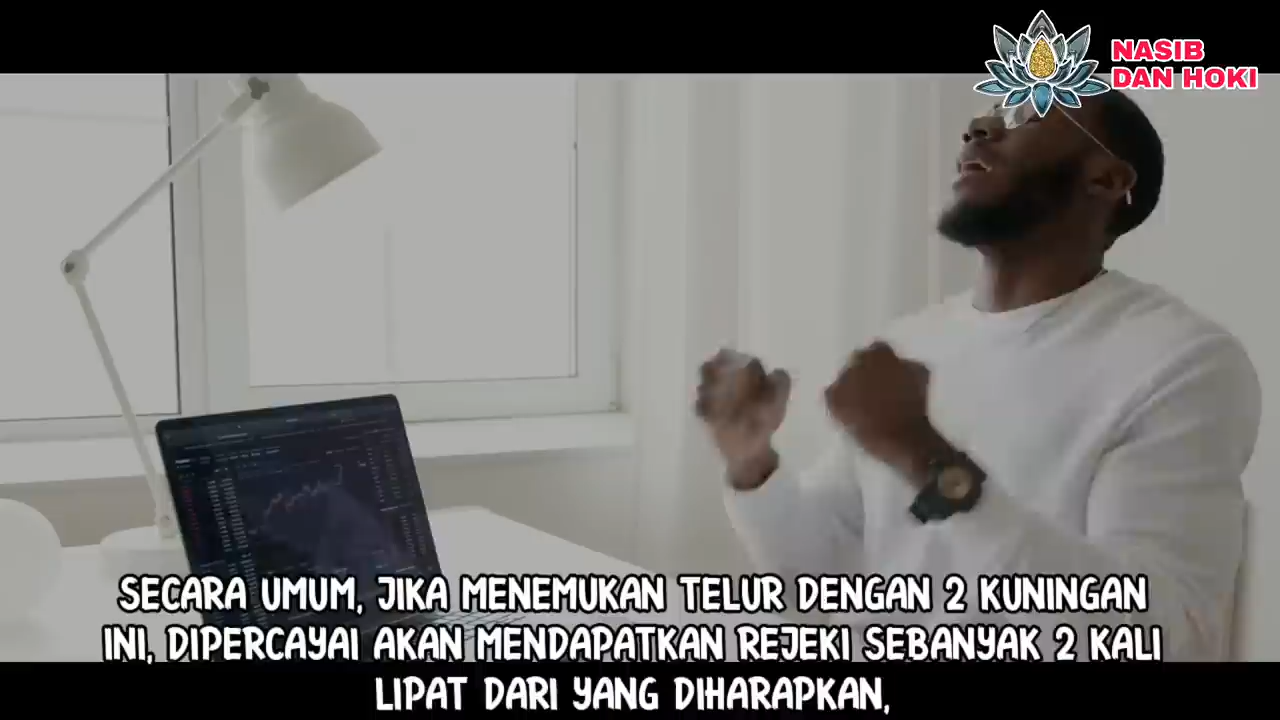 NASIB
DAN HOKI
SECARA UMUM, JIKA MENEMUKAN TELUR DENGAN 2 KUNINGAN
INI, DIPERCAYAI AKAN MENDAPATKAN REJEKI SEBANYAK 2 KALI
LIPAT DARI YANG DIHARAPKAN,